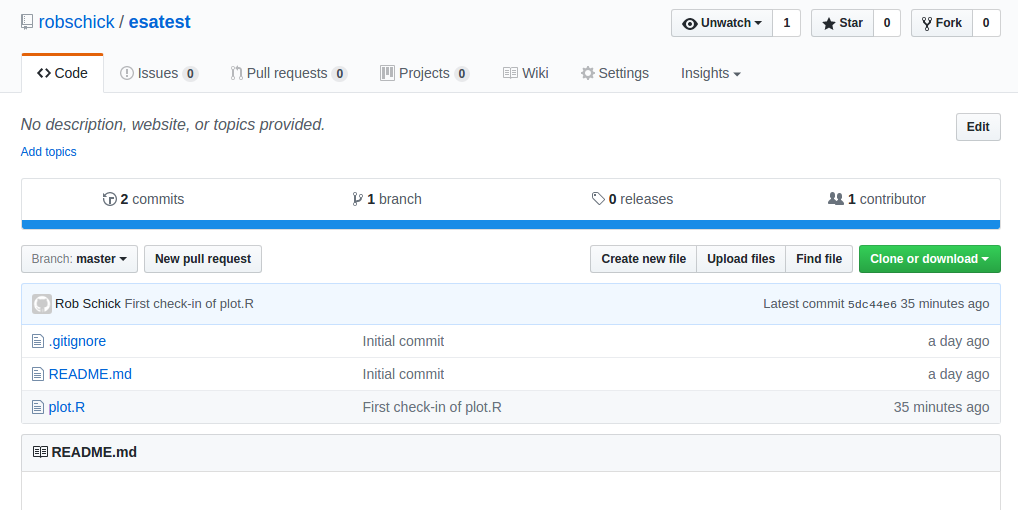 robschick / esatest
Unwatch 1 Star 0 Fork 0
Code Issues 0 Pull requests 0 Projects 0 Wiki Settings Insights
No description, website, or topics provided.
Edit
Add topics
2 commits 1 branch 0 releases 1 contributor
Branch: master New pull request Create new file Upload files Find file Clone or download
Rob Schick First check-in of plot.R Latest commit 5dc44e6 35 minutes ago
.gitignore Initial commit a day ago
README.md Initial commit a day ago
plot.R First check-in of plot.R 35 minutes ago
README.md